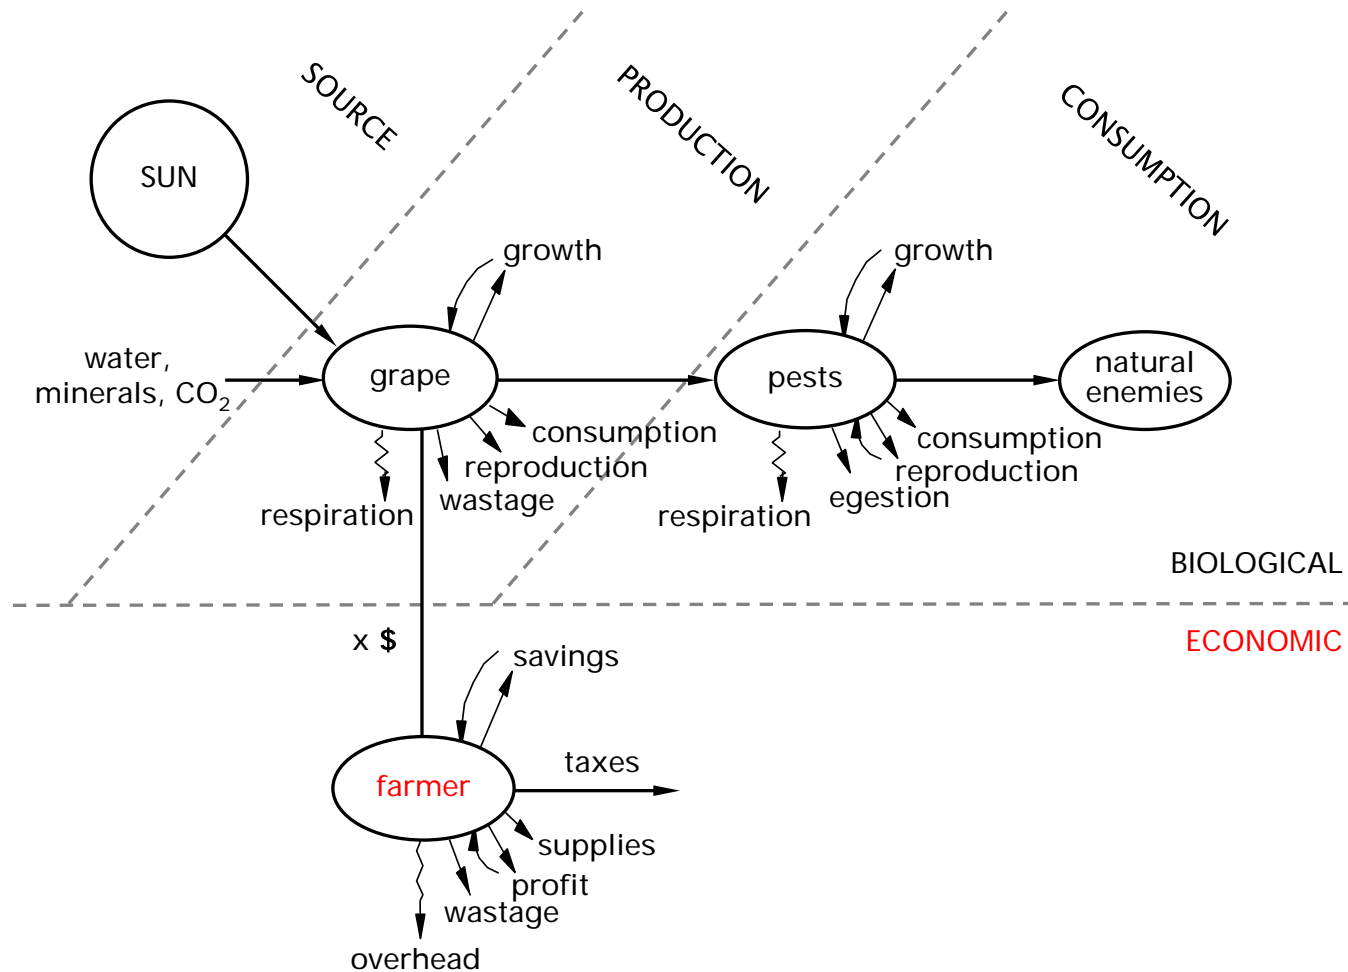 SOURCE
PRODUCTION
CONSUMPTION
SUN
growth
growth
water,
minerals, CO₂
grape
pests
natural
enemies
consumption
reproduction
wastage
respiration
consumption
reproduction
egestion
respiration
BIOLOGICAL
x $
ECONOMIC
savings
farmer
taxes
supplies
profit
wastage
overhead